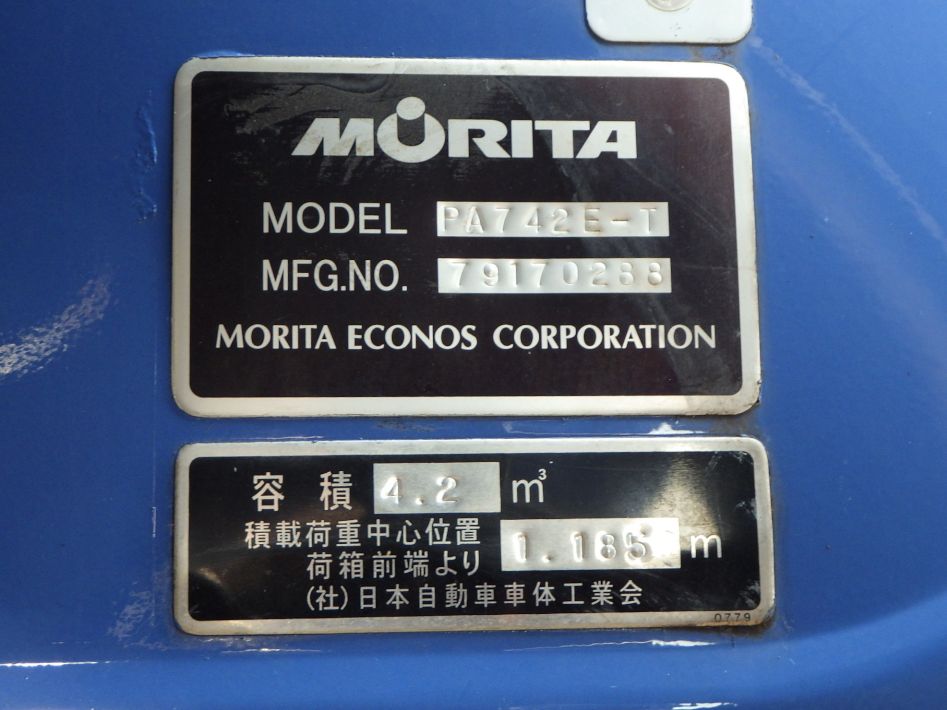 MORITA
MODEL PA742E-T
MFG.NO. 79170288
MORITA ECONOS CORPORATION
容積 4.2 m³
積載荷重中心位置
荷箱前端より 1.185 m
(社)日本自動車車体工業会
0779